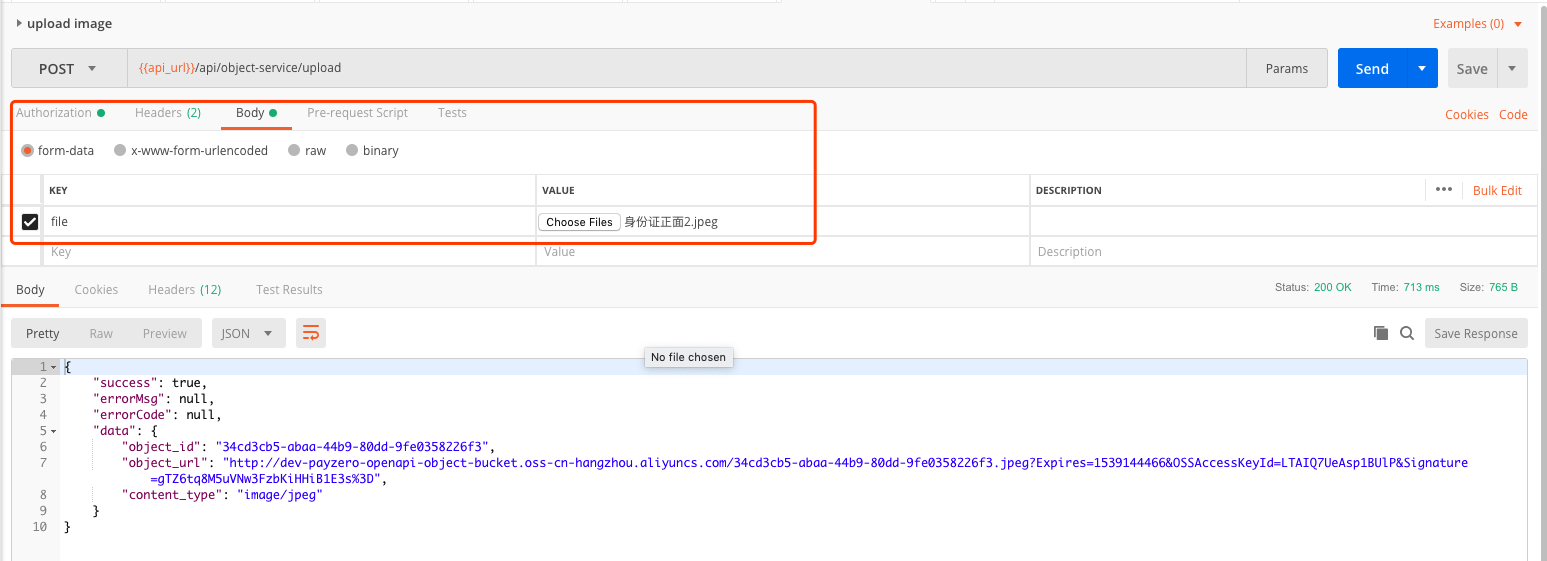 upload image
Examples (0)
POST
{{api_url}}/api/object-service/upload
Params
Send
Save
Authorization
Headers (2)
Body
Pre-request Script
Tests
Cookies
Code
form-data
x-www-form-urlencoded
raw
binary
KEY
VALUE
DESCRIPTION
Bulk Edit
file
Choose Files 身份证正面2.jpeg
Key
Value
Description
Body
Cookies
Headers (12)
Test Results
Status: 200 OK
Time: 713 ms
Size: 765 B
Pretty
Raw
Preview
JSON
Save Response
No file chosen
1 {
2 "success": true,
3 "errorMsg": null,
4 "errorCode": null,
5 "data": {
6 "object_id": "34cd3cb5-abaa-44b9-80dd-9fe0358226f3",
7 "object_url": "http://dev-payzero-openapi-object-bucket.oss-cn-hangzhou.aliyuncs.com/34cd3cb5-abaa-44b9-80dd-9fe0358226f3.jpeg?Expires=1539144466&OSSAccessKeyId=LTAIQ7UeAsp1BUlP&Signature
=gTZ6tq8M5uVNw3FzbKiHHiB1E3s%3D",
8 "content_type": "image/jpeg"
9 }
10 }